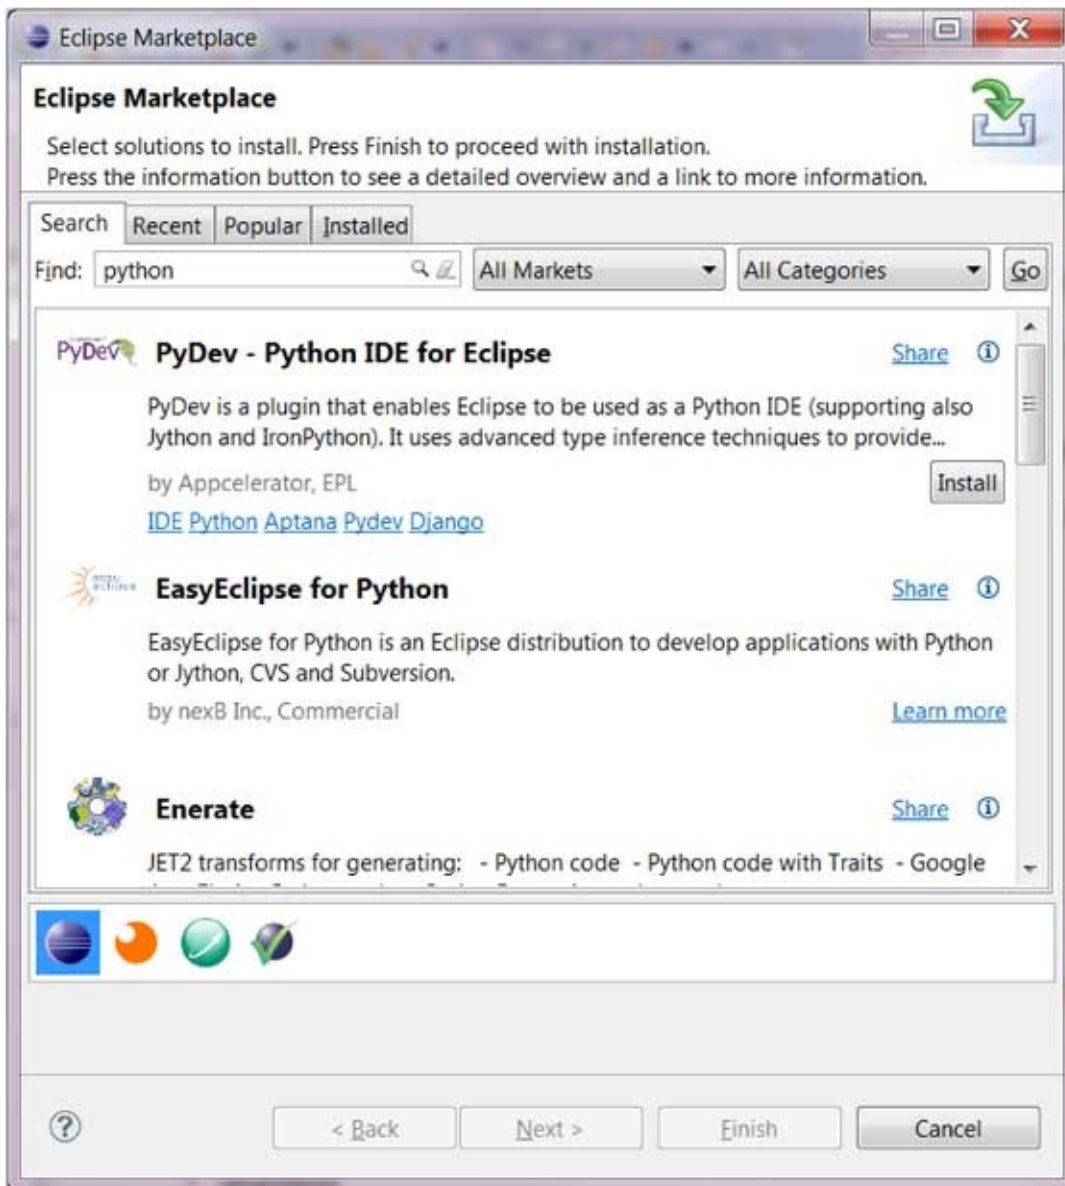 Eclipse Marketplace
Eclipse Marketplace
Select solutions to install. Press Finish to proceed with installation.
Press the information button to see a detailed overview and a link to more information.
Search Recent Popular Installed
Find: python All Markets All Categories Go
PyDev PyDev - Python IDE for Eclipse Share
PyDev is a plugin that enables Eclipse to be used as a Python IDE (supporting also
Jython and IronPython). It uses advanced type inference techniques to provide...
by Appcelerator, EPL Install
IDE Python Aptana Pydev Django
EasyEclipse for Python Share
EasyEclipse for Python is an Eclipse distribution to develop applications with Python
or Jython, CVS and Subversion.
by nexB Inc., Commercial Learn more
Enerate Share
JET2 transforms for generating: - Python code - Python code with Traits - Google
? < Back Next > Finish Cancel